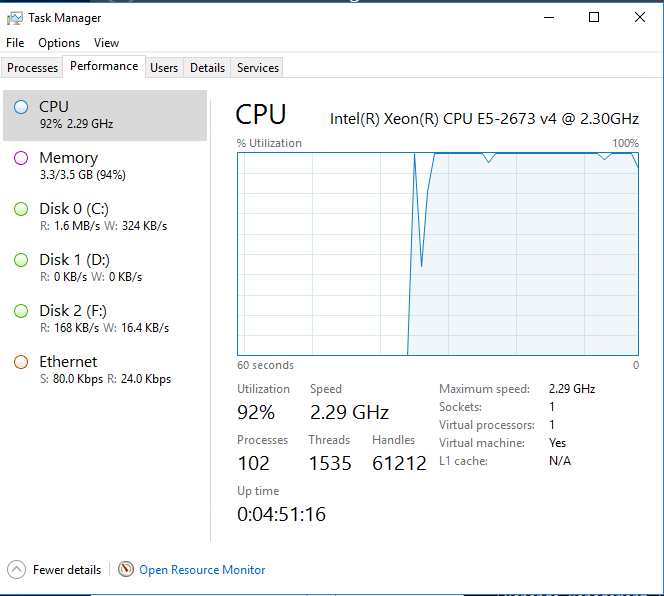 Task Manager
File Options View
Processes Performance Users Details Services
CPU
92% 2.29 GHz
Memory
3.3/3.5 GB (94%)
Disk 0 (C:)
R: 1.6 MB/s W: 324 KB/s
Disk 1 (D:)
R: 0 KB/s W: 0 KB/s
Disk 2 (F:)
R: 168 KB/s W: 16.4 KB/s
Ethernet
S: 80.0 Kbps R: 24.0 Kbps
CPU Intel(R) Xeon(R) CPU E5-2673 v4 @ 2.30GHz
% Utilization 100%
60 seconds 0
Utilization Speed
92% 2.29 GHz
Processes Threads Handles
102 1535 61212
Up time
0:04:51:16
Maximum speed: 2.29 GHz
Sockets: 1
Virtual processors: 1
Virtual machine: Yes
L1 cache: N/A
Fewer details Open Resource Monitor